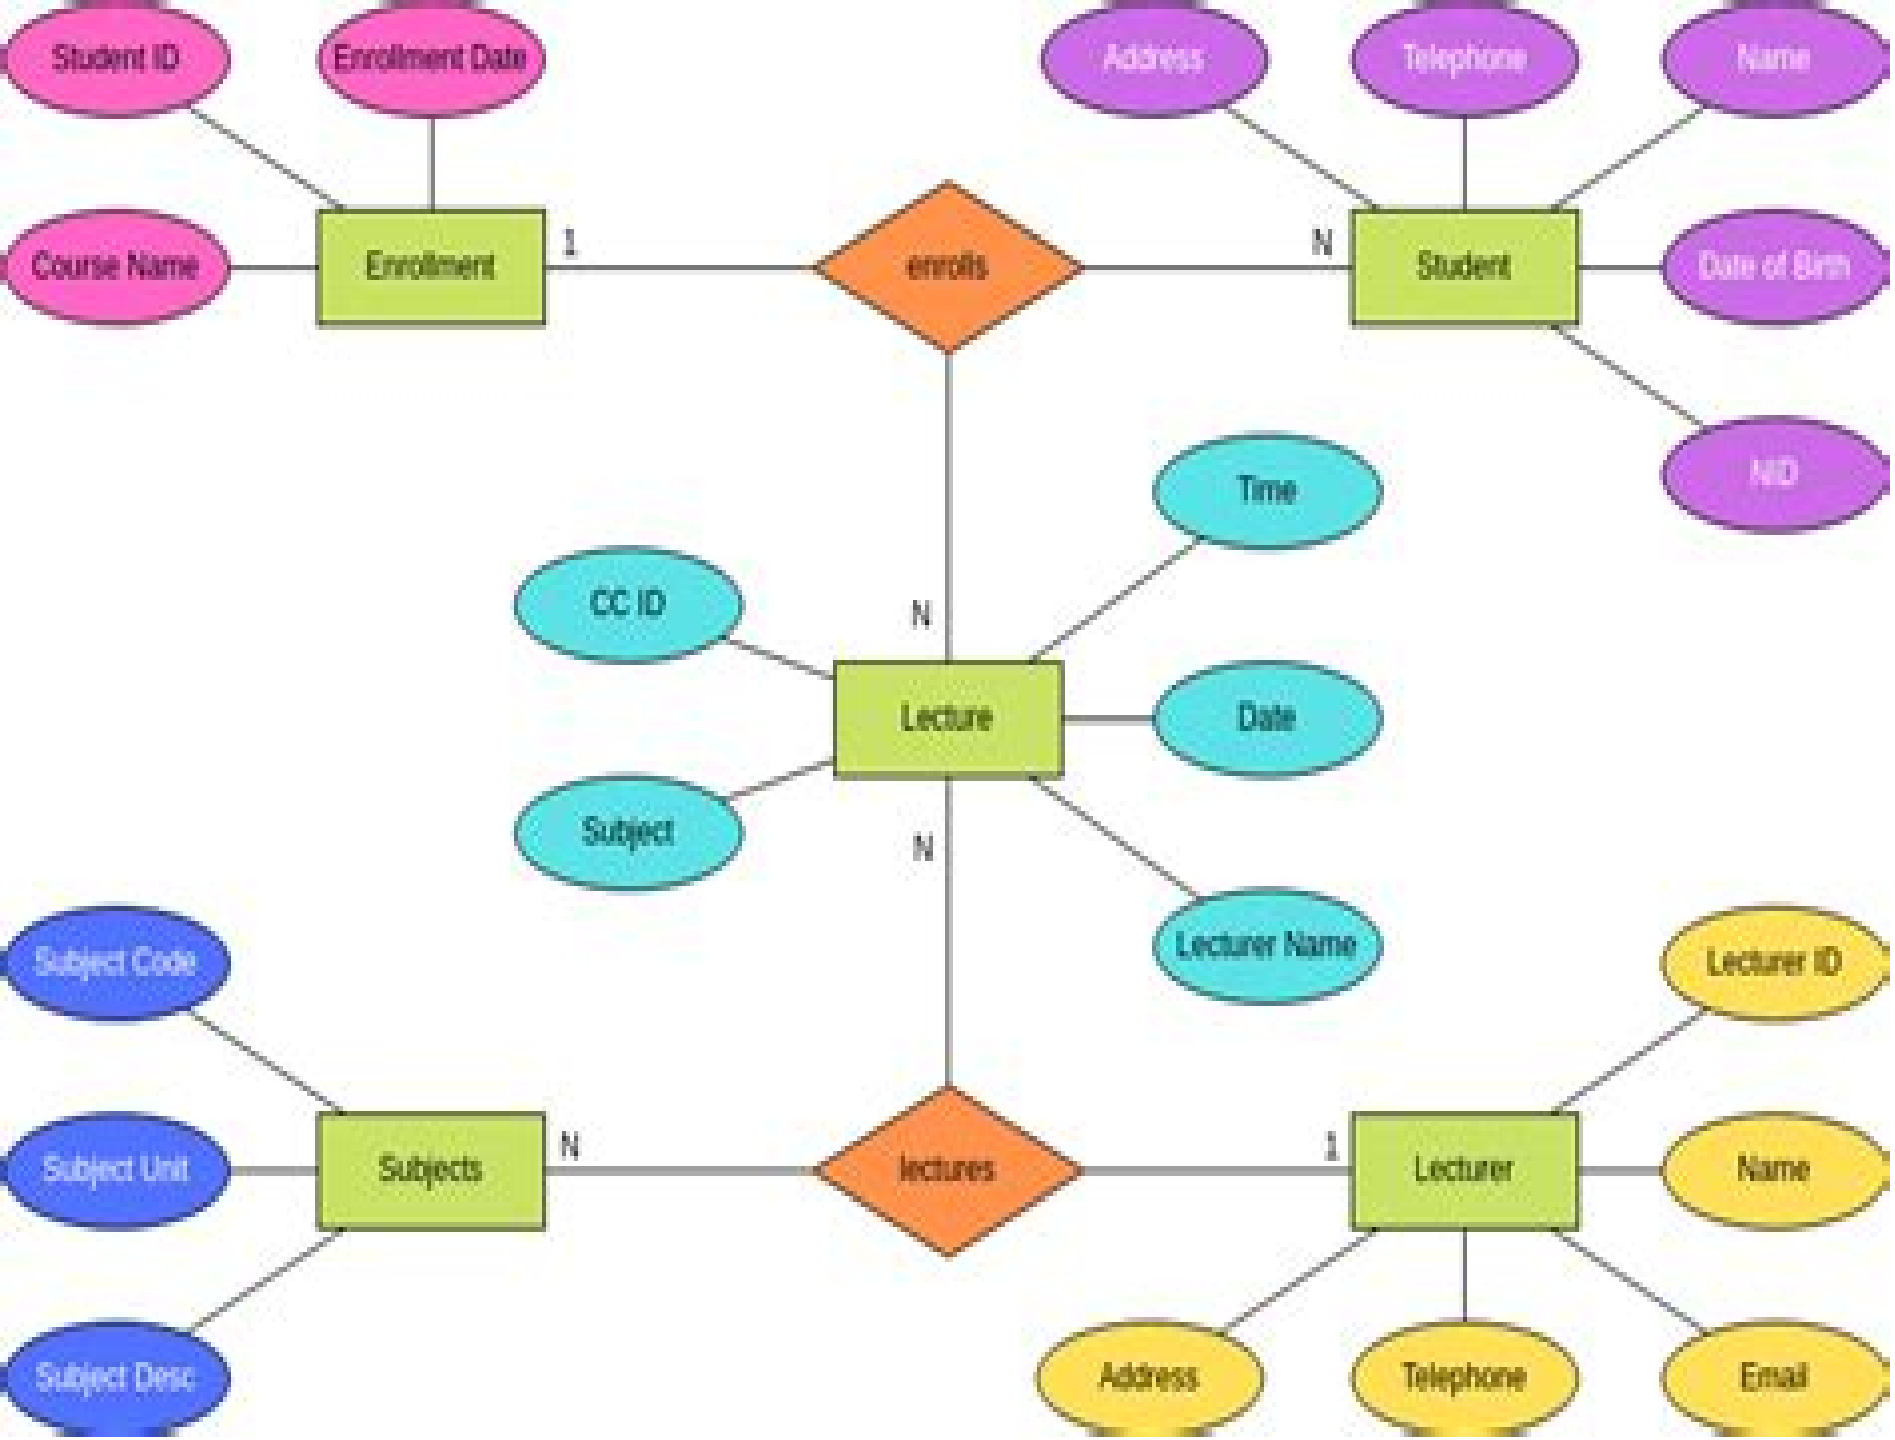 Student ID
Enrollment Date
Address
Telephone
Name
Course Name
Enrollment
1
enrolls
N
Student
Date of Birth
NID
Time
CC ID
N
Lecture
Date
Subject
N
Lecturer Name
Subject Code
Lecturer ID
Subject Unit
Subjects
N
lectures
1
Lecturer
Name
Subject Desc
Address
Telephone
Email